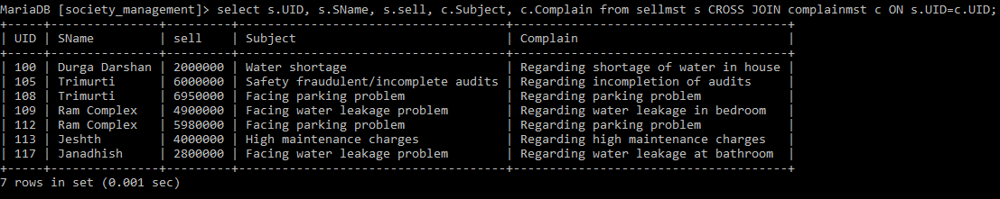 MariaDB [society_management]> select s.UID, s.SName, s.sell, c.Subject, c.Complain from sellmst s CROSS JOIN complainmst c ON s.UID=c.UID;
+-----+---------------+---------+-----------------------------------+-------------------------------------+
| UID | SName         | sell    | Subject                           | Complain                            |
+-----+---------------+---------+-----------------------------------+-------------------------------------+
| 100 | Durga Darshan | 2000000 | Water shortage                    | Regarding shortage of water in house |
| 105 | Trimurti      | 6000000 | Safety fraudulent/incomplete audits | Regarding incompletion of audits     |
| 108 | Trimurti      | 6950000 | Facing parking problem            | Regarding parking problem           |
| 109 | Ram Complex   | 4900000 | Facing water leakage problem      | Regarding water leakage in bedroom  |
| 112 | Ram Complex   | 5980000 | Facing parking problem            | Regarding parking problem           |
| 113 | Jeshth        | 4000000 | High maintenance charges          | Regarding high maintenance charges  |
| 117 | Janadhish     | 2800000 | Facing water leakage problem      | Regarding water leakage at bathroom |
+-----+---------------+---------+-----------------------------------+-------------------------------------+
7 rows in set (0.001 sec)